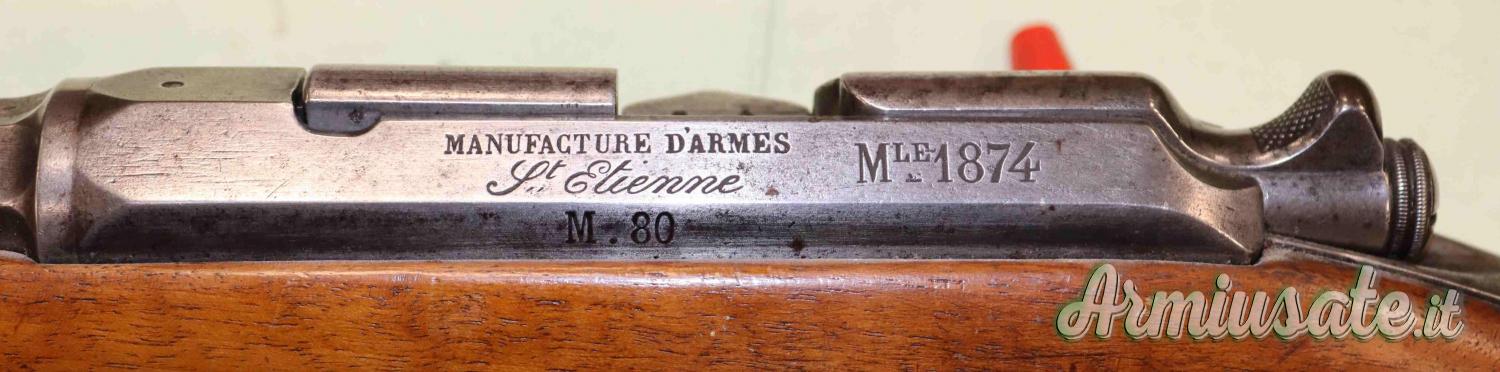 MANUFACTURE D'ARMES
St. Etienne
MLE 1874
M. 80
Armiusate.it